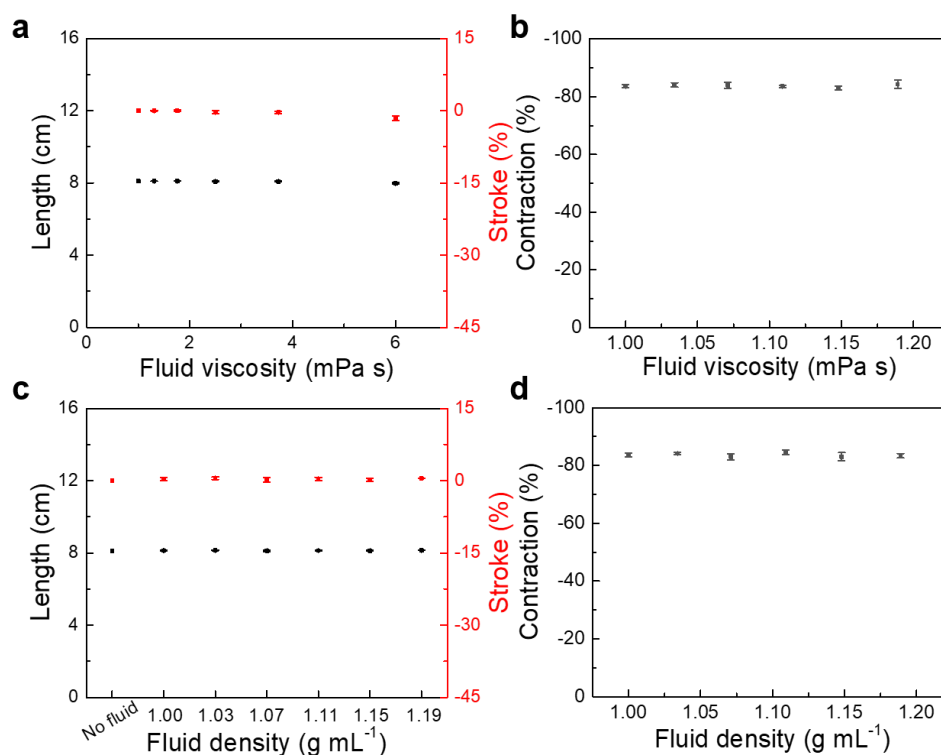 a
16
12
8
4
0
Length (cm)
15
0
-15
-30
-45
Stroke (%)
0 2 4 6
Fluid viscosity (mPa s)
b
-100
-80
-60
-40
-20
0
Contraction (%)
1.00 1.05 1.10 1.15 1.20
Fluid viscosity (mPa s)
c
16
12
8
4
0
Length (cm)
15
0
-15
-30
-45
Stroke (%)
No fluid 1.00 1.03 1.07 1.11 1.15 1.19
Fluid density (g mL⁻¹)
d
-100
-80
-60
-40
-20
0
Contraction (%)
1.00 1.05 1.10 1.15 1.20
Fluid density (g mL⁻¹)